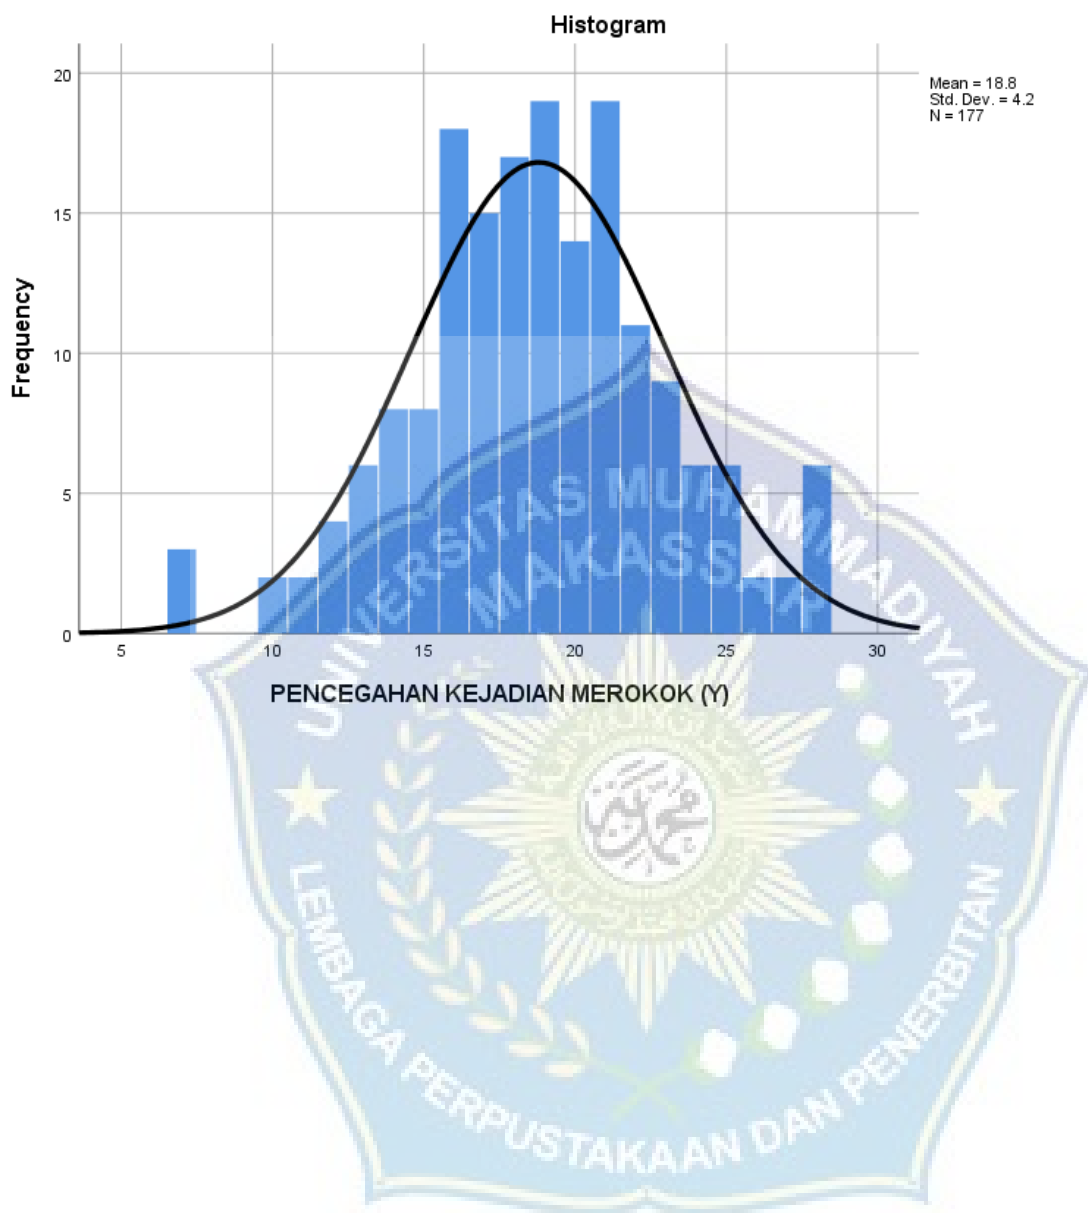 Histogram
Mean = 18.8
Std. Dev. = 4.2
N = 177
Frequency
20
15
10
5
0
5 10 15 20 25 30
PENCEGAHAN KEJADIAN MEROKOK (Y)
UNIVERSITAS MUHAMMADIYAH
MAKASSAR
محمدية
LEMBAGA PERPUSTAKAAN DAN PENERBITAN